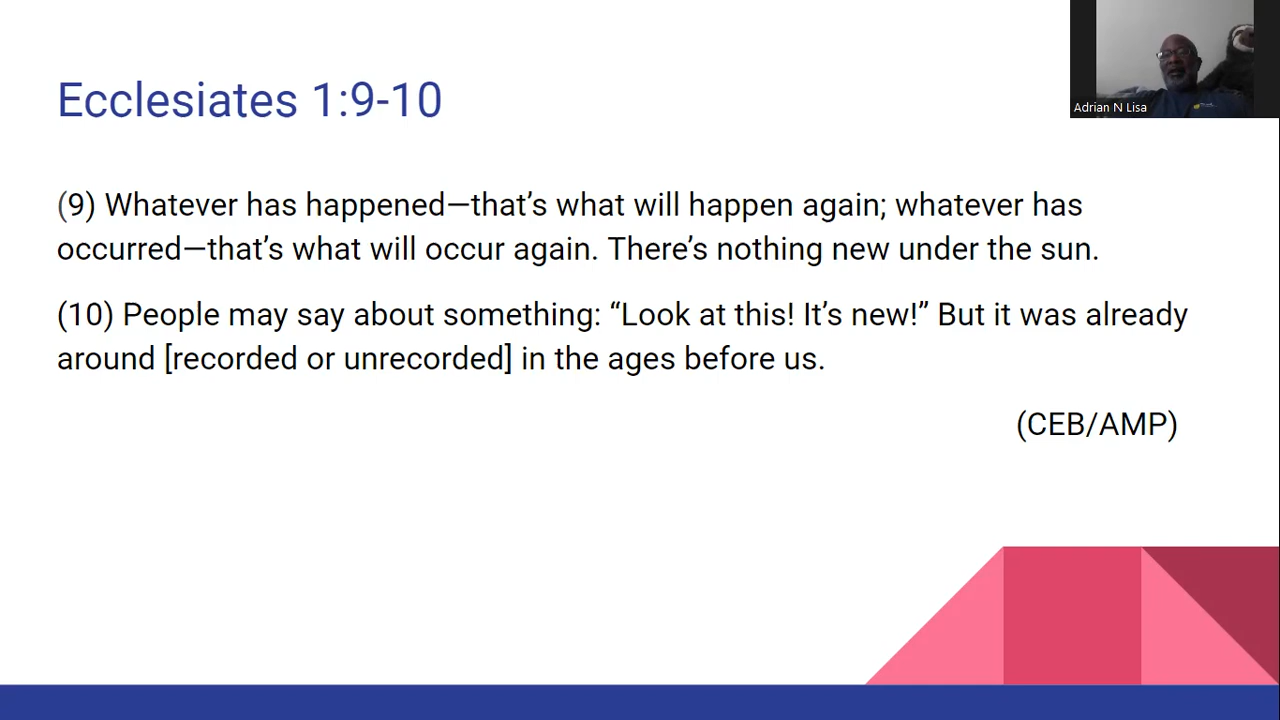 Ecclesiates 1:9-10
Adrian N Lisa
(9) Whatever has happened—that’s what will happen again; whatever has
occurred—that’s what will occur again. There’s nothing new under the sun.
(10) People may say about something: “Look at this! It’s new!” But it was already
around [recorded or unrecorded] in the ages before us.
(CEB/AMP)